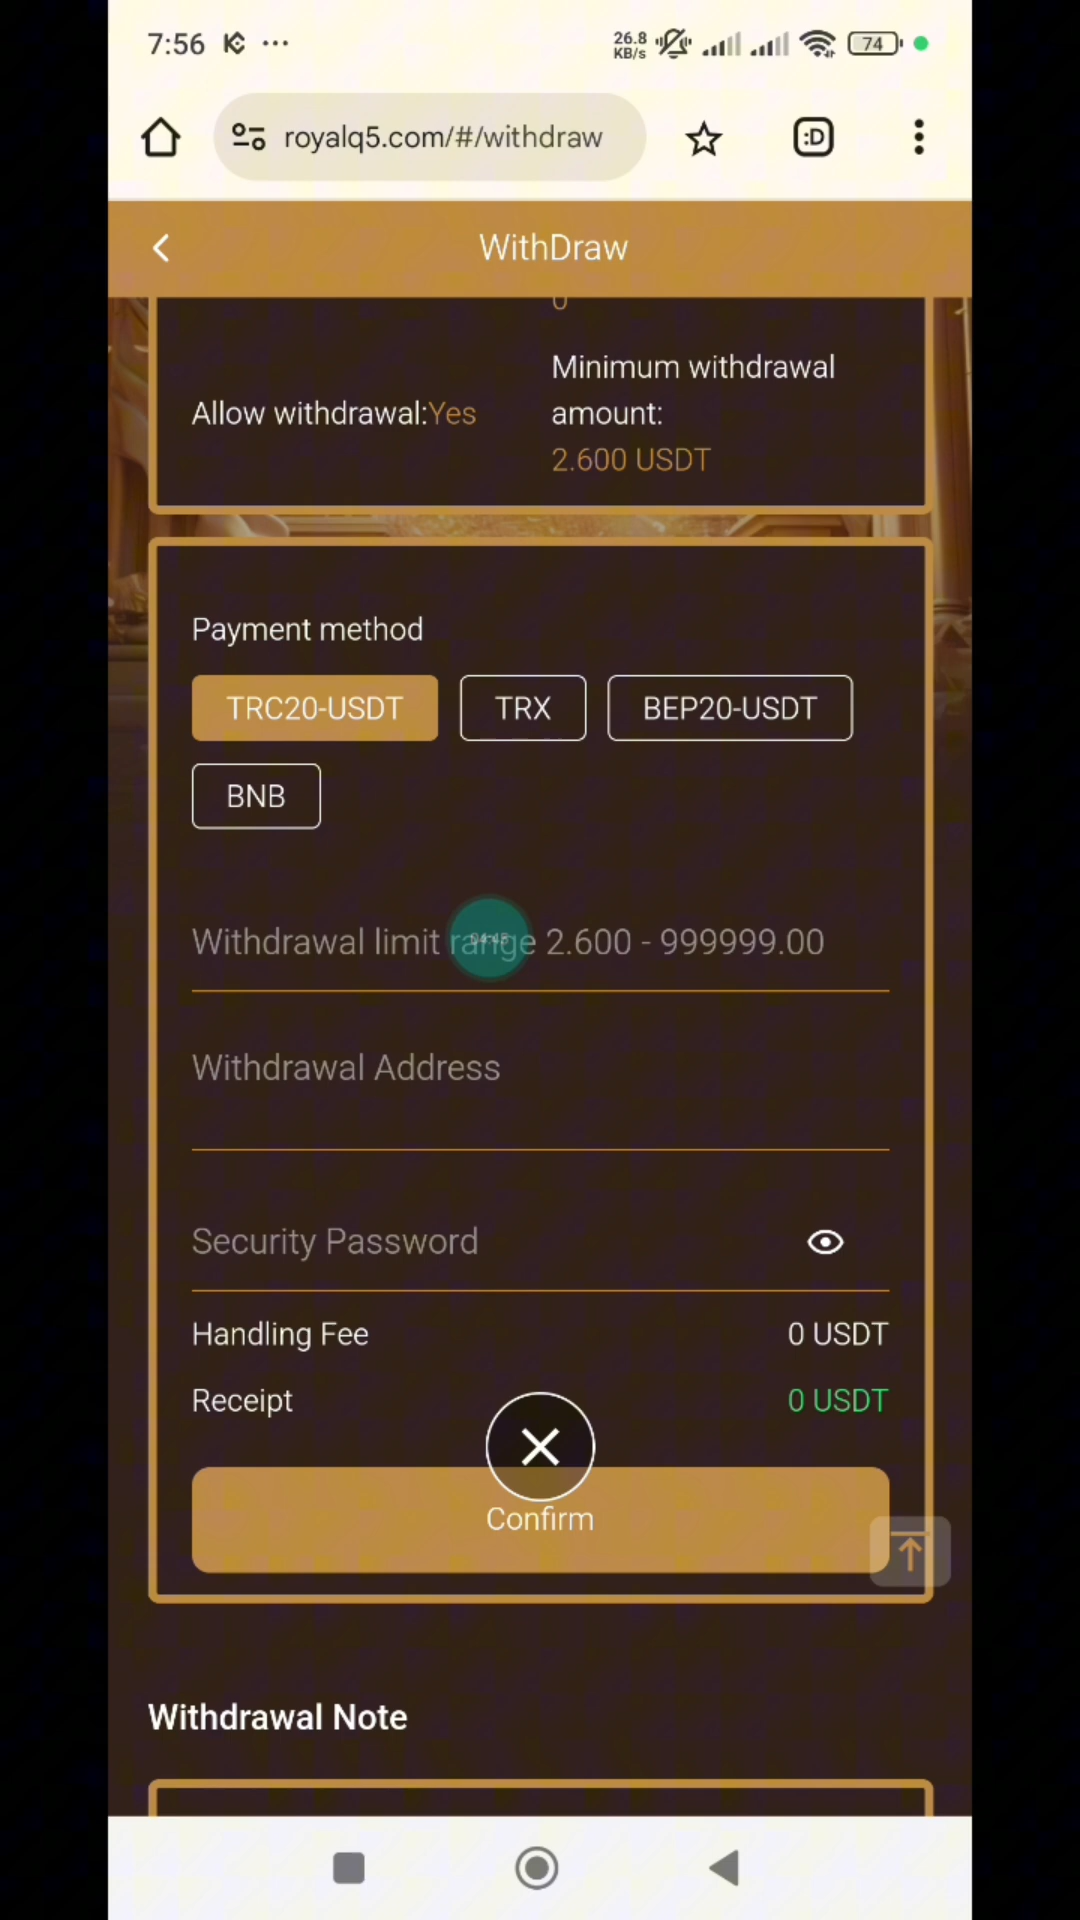 7:56
26.8
KB/s
74
royalq5.com/#/withdraw
:D
WithDraw
Minimum withdrawal
Allow withdrawal:Yes
amount:
2.600 USDT
Payment method
TRC20-USDT
TRX
BEP20-USDT
BNB
Withdrawal limit range 2.600 - 999999.00
Withdrawal Address
Security Password
Handling Fee
0 USDT
Receipt
0 USDT
Confirm
Withdrawal Note